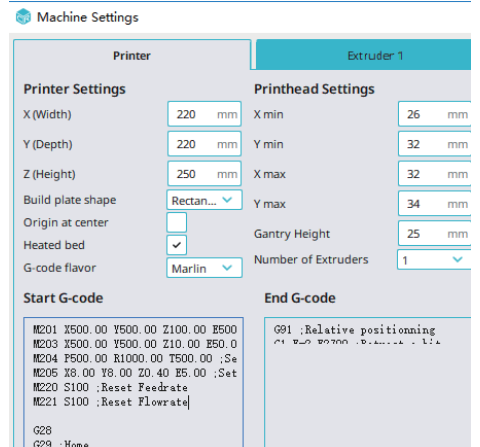 Machine Settings
Printer
Extruder 1
Printer Settings
X (Width)
220 mm
Y (Depth)
220 mm
Z (Height)
250 mm
Build plate shape
Rectan...
Origin at center
Heated bed
G-code flavor
Marlin
Printhead Settings
X min
26 mm
Y min
32 mm
X max
32 mm
Y max
34 mm
Gantry Height
25 mm
Number of Extruders
1
Start G-code
M201 X500.00 Y500.00 Z100.00 E500
M203 X500.00 Y500.00 Z10.00 E50.0
M204 P500.00 R1000.00 T500.00 ;Se
M205 X8.00 Y8.00 Z0.40 E5.00 ;Set
M220 S100 ;Reset Feedrate
M221 S100 ;Reset Flowrate
G28
G29 ;Home
End G-code
G91 ;Relative positionning